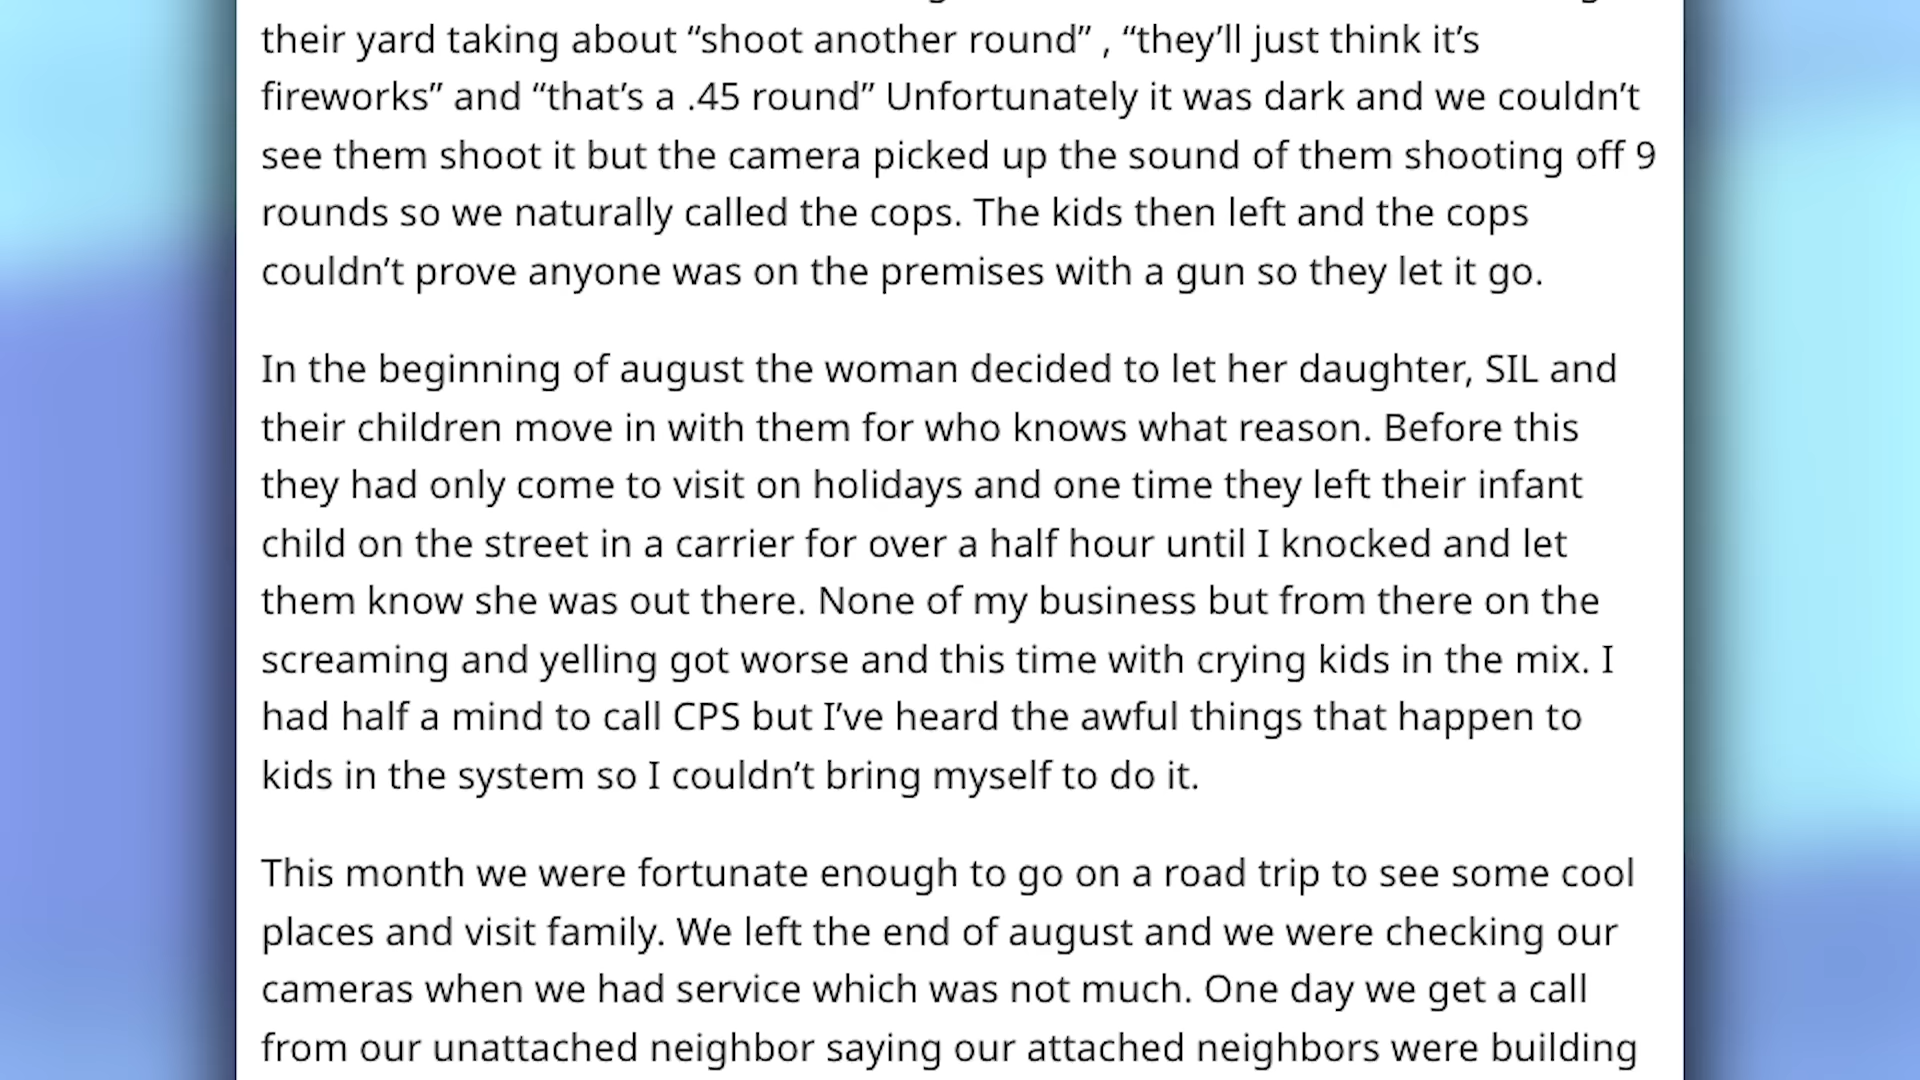 their yard taking about “shoot another round” , “they’ll just think it’s
fireworks” and “that’s a .45 round” Unfortunately it was dark and we couldn’t
see them shoot it but the camera picked up the sound of them shooting off 9
rounds so we naturally called the cops. The kids then left and the cops
couldn’t prove anyone was on the premises with a gun so they let it go.
In the beginning of august the woman decided to let her daughter, SIL and
their children move in with them for who knows what reason. Before this
they had only come to visit on holidays and one time they left their infant
child on the street in a carrier for over a half hour until I knocked and let
them know she was out there. None of my business but from there on the
screaming and yelling got worse and this time with crying kids in the mix. I
had half a mind to call CPS but I’ve heard the awful things that happen to
kids in the system so I couldn’t bring myself to do it.
This month we were fortunate enough to go on a road trip to see some cool
places and visit family. We left the end of august and we were checking our
cameras when we had service which was not much. One day we get a call
from our unattached neighbor saying our attached neighbors were building